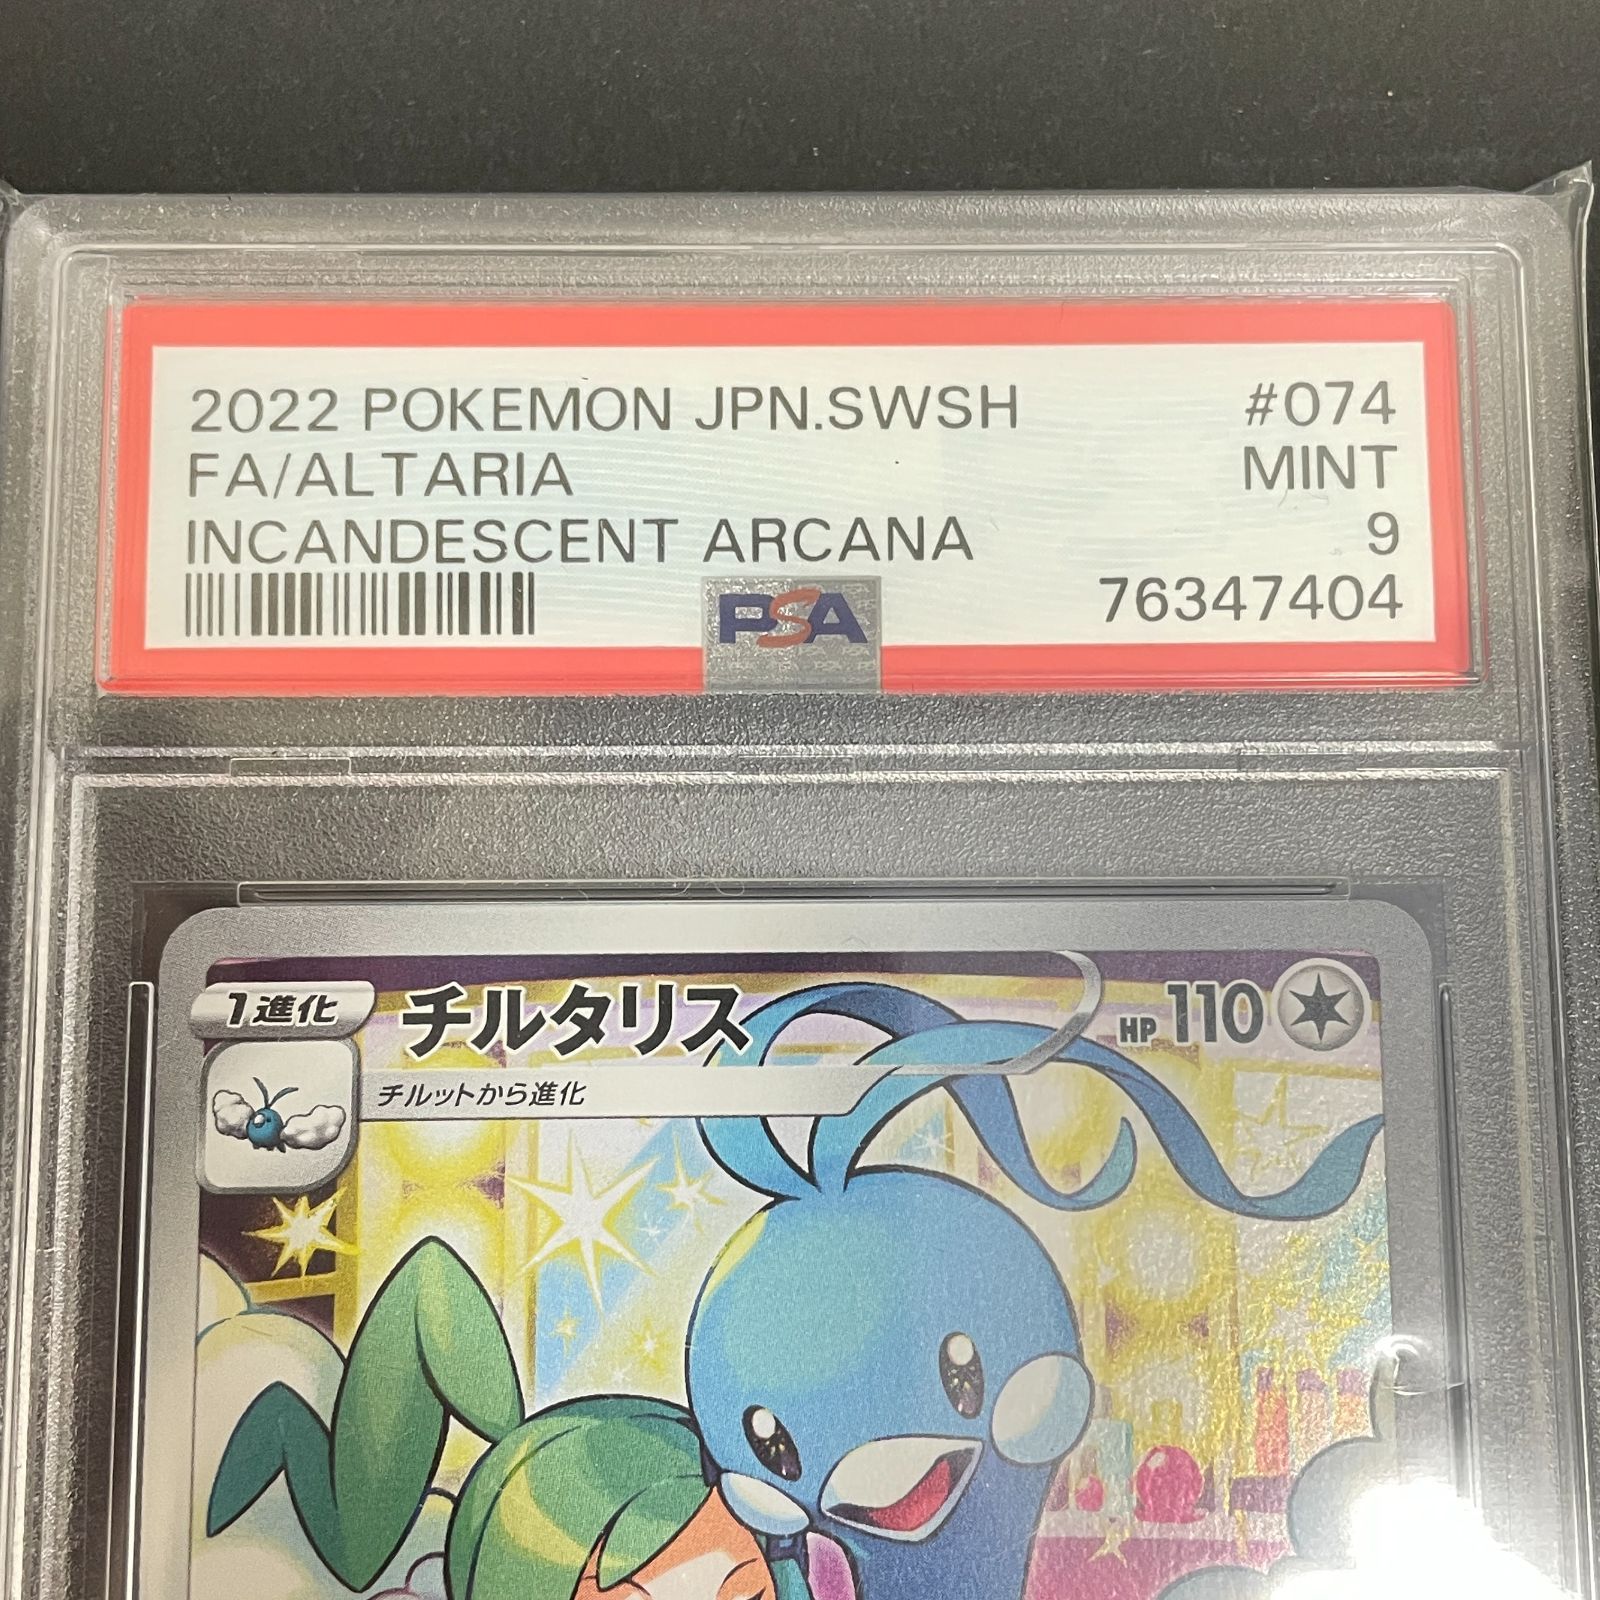 2022 POKEMON JPN.SWSH #074
FA/ALTARIA MINT
INCANDESCENT ARCANA 9
PSA 76347404
1進化 チルタリス HP 110
チルットから進化